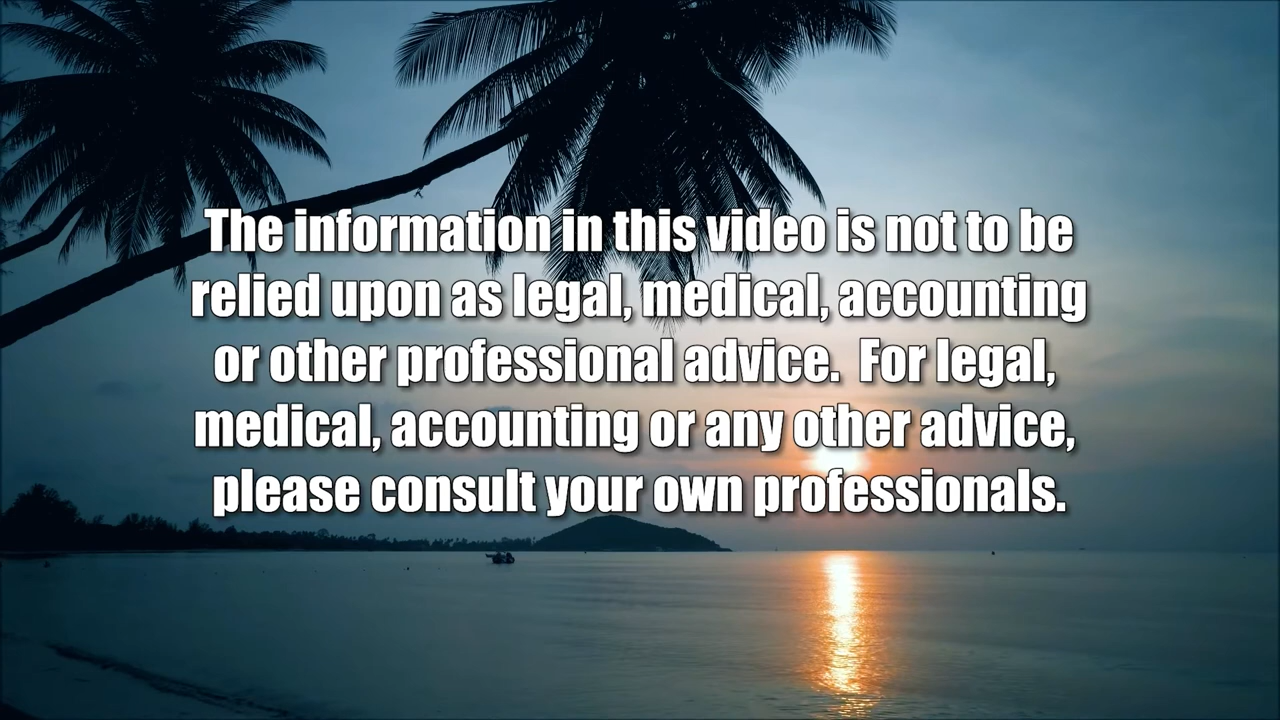 The information in this video is not to be
relied upon as legal, medical, accounting
or other professional advice.  For legal,
medical, accounting or any other advice,
please consult your own professionals.